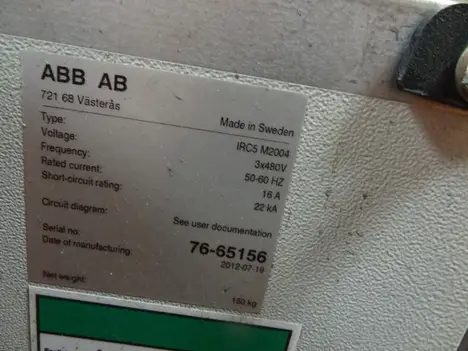 ABB AB
721 68 Västerås
Made in Sweden
Type: IRC5 M2004
Voltage: 3x480V
Frequency: 50-60 HZ
Rated current: 16 A
Short-circuit rating: 22 kA
Circuit diagram: See user documentation
Serial no: 76-65156
Date of manufacturing: 2012-07-16
Net weight: 150 kg